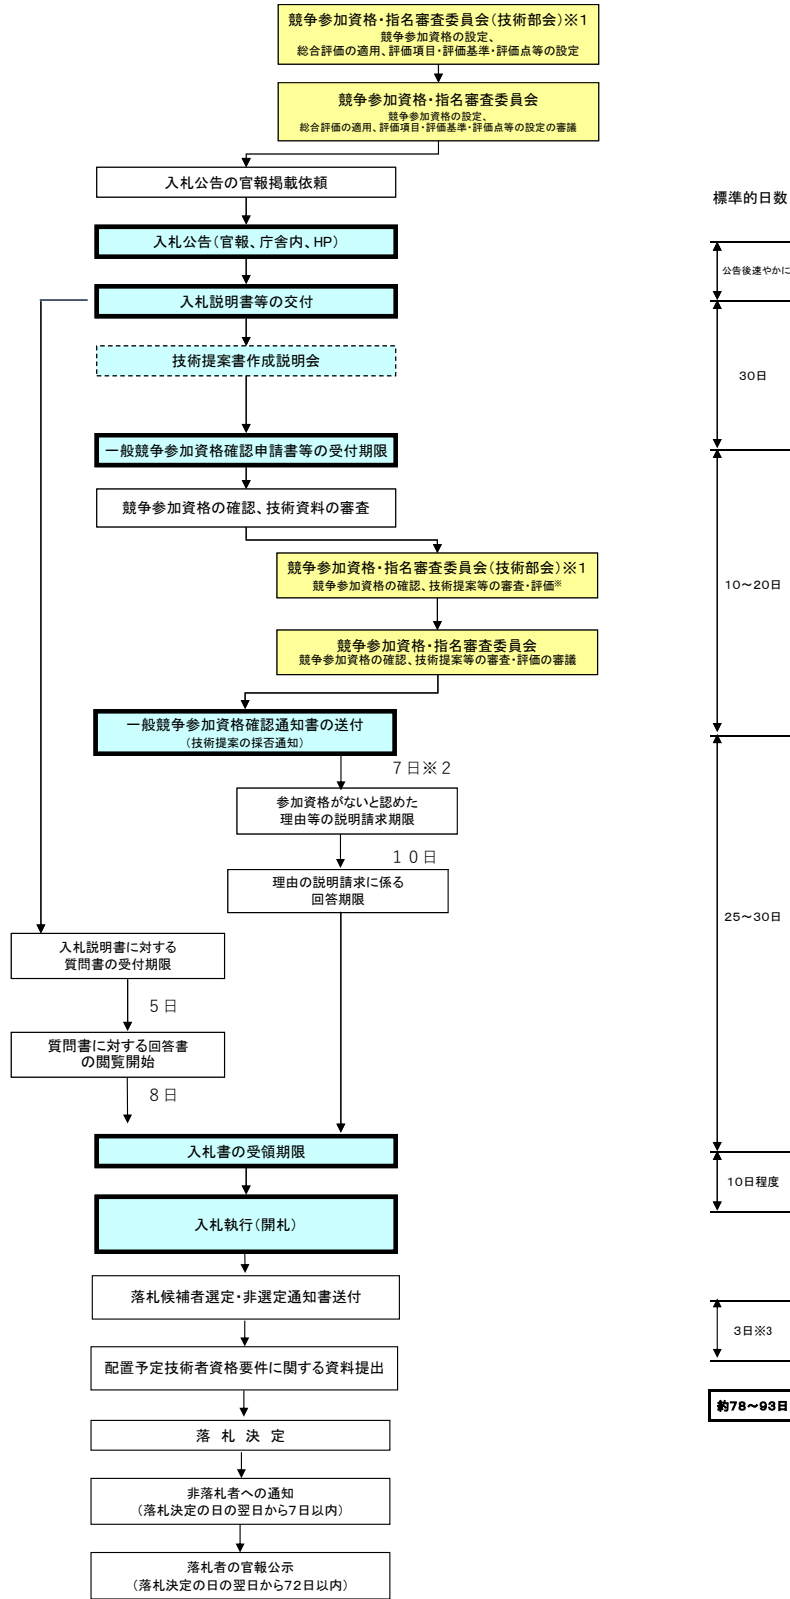 競争参加資格・指名審査委員会(技術部会)※1
競争参加資格の設定、
総合評価の適用、評価項目・評価基準・評価点等の設定
競争参加資格・指名審査委員会
競争参加資格の設定、
総合評価の適用、評価項目・評価基準・評価点等の設定の審議
入札公告の官報掲載依頼
標準的日数
入札公告(官報、庁舎内、HP)
公告後速やかに
入札説明書等の交付
技術提案書作成説明会
30日
一般競争参加資格確認申請書等の受付期限
競争参加資格の確認、技術資料の審査
競争参加資格・指名審査委員会(技術部会)※1
競争参加資格の確認、技術提案等の審査・評価※
10~20日
競争参加資格・指名審査委員会
競争参加資格の確認、技術提案等の審査・評価の審議
一般競争参加資格確認通知書の送付
(技術提案の採否通知)
7日※2
参加資格がないと認めた
理由等の説明請求期限
10日
理由の説明請求に係る
回答期限
25~30日
入札説明書に対する
質問書の受付期限
5日
質問書に対する回答書
の閲覧開始
8日
入札書の受領期限
10日程度
入札執行(開札)
落札候補者選定・非選定通知書送付
3日※3
配置予定技術者資格要件に関する資料提出
約78~93日
落 札 決 定
非落札者への通知
(落札決定の日の翌日から7日以内)
落札者の官報公示
(落札決定の日の翌日から72日以内)